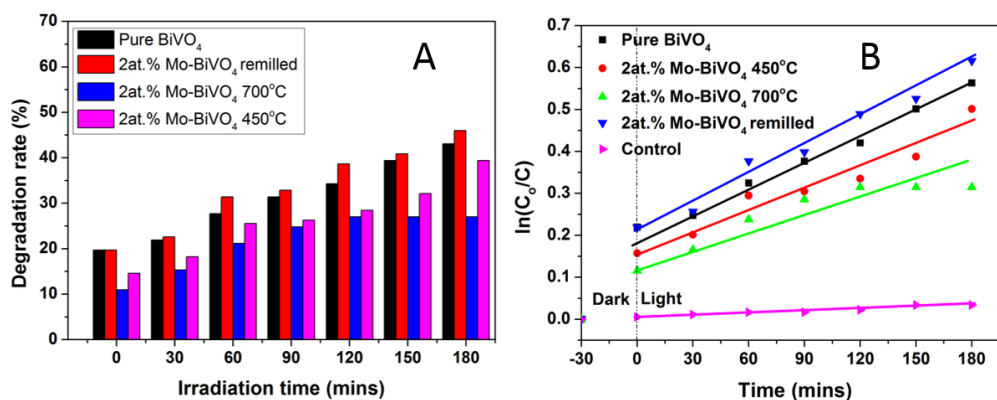 A
Pure BiVO₄
2at.% Mo-BiVO₄ remilled
2at.% Mo-BiVO₄ 700°C
2at.% Mo-BiVO₄ 450°C
Degradation rate (%)
70
60
50
40
30
20
10
0
0 30 60 90 120 150 180
Irradiation time (mins)
B
Pure BiVO₄
2at.% Mo-BiVO₄ 450°C
2at.% Mo-BiVO₄ 700°C
2at.% Mo-BiVO₄ remilled
Control
ln(Cₒ/C)
0.7
0.6
0.5
0.4
0.3
0.2
0.1
0.0
Dark Light
-30 0 30 60 90 120 150 180
Time (mins)